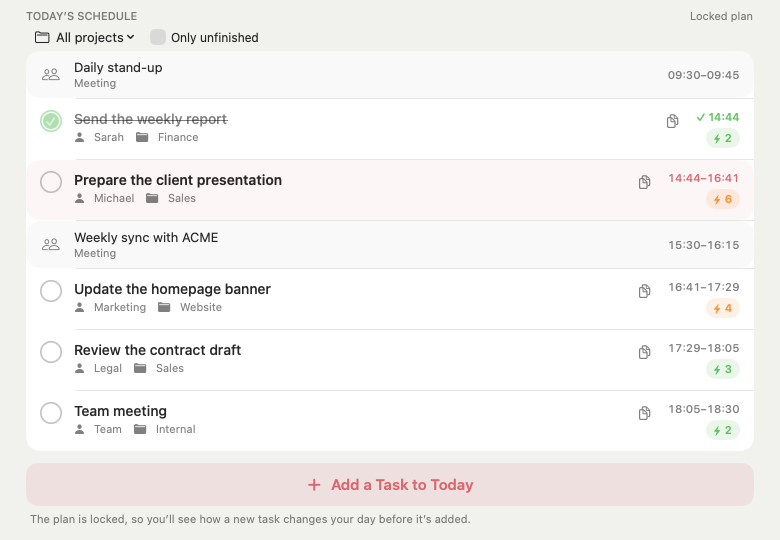 TODAY'S SCHEDULE
Locked plan
All projects
Only unfinished
Daily stand-up
Meeting
09:30–09:45
Send the weekly report
14:44
Sarah Finance
2
Prepare the client presentation
14:44–16:41
Michael Sales
6
Weekly sync with ACME
Meeting
15:30–16:15
Update the homepage banner
16:41–17:29
Marketing Website
4
Review the contract draft
17:29–18:05
Legal Sales
3
Team meeting
18:05–18:30
Team Internal
2
+ Add a Task to Today
The plan is locked, so you'll see how a new task changes your day before it's added.